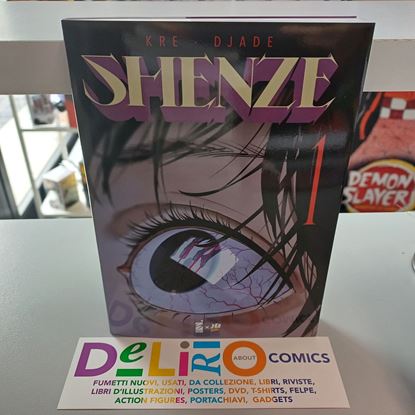 KRE - DJADE
SHENZE
1
DEMON
SLAYER
DeLiRiO ABOUT COMICS
FUMETTI NUOVI, USATI, DA COLLEZIONE, LIBRI, RIVISTE,
LIBRI D'ILLUSTRAZIONI, POSTERS, DVD, T-SHIRTS, FELPE,
ACTION FIGURES, PORTACHIAVI, GADGETS